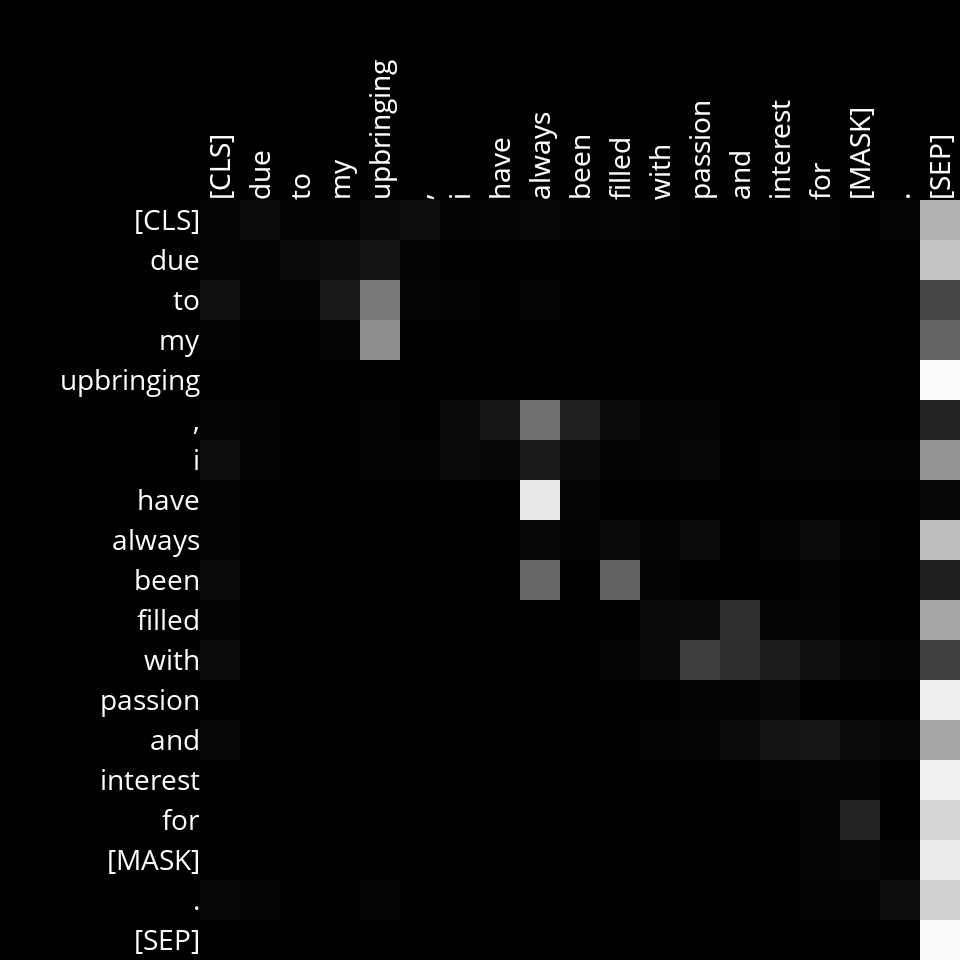 [CLS] due to my upbringing , i have always been filled with passion and interest for [MASK] . [SEP]
[CLS]
due
to
my
upbringing
,
i
have
always
been
filled
with
passion
and
interest
for
[MASK]
.
[SEP]